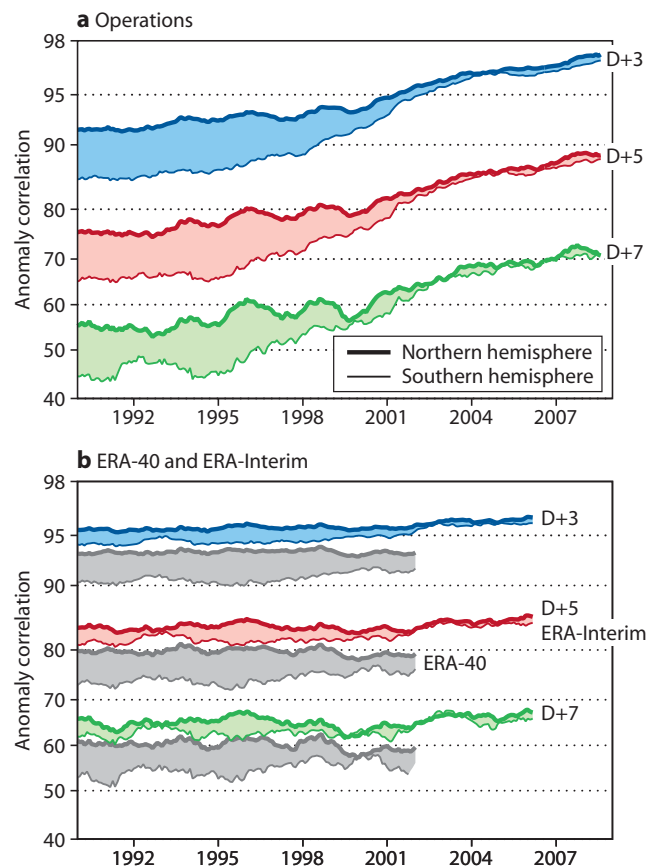 a Operations
98
95
90
80
70
60
50
40
Anomaly correlation
D+3
D+5
D+7
Northern hemisphere
Southern hemisphere
1992 1995 1998 2001 2004 2007
b ERA-40 and ERA-Interim
98
95
90
80
70
60
50
40
Anomaly correlation
D+3
D+5
ERA-Interim
ERA-40
D+7
1992 1995 1998 2001 2004 2007